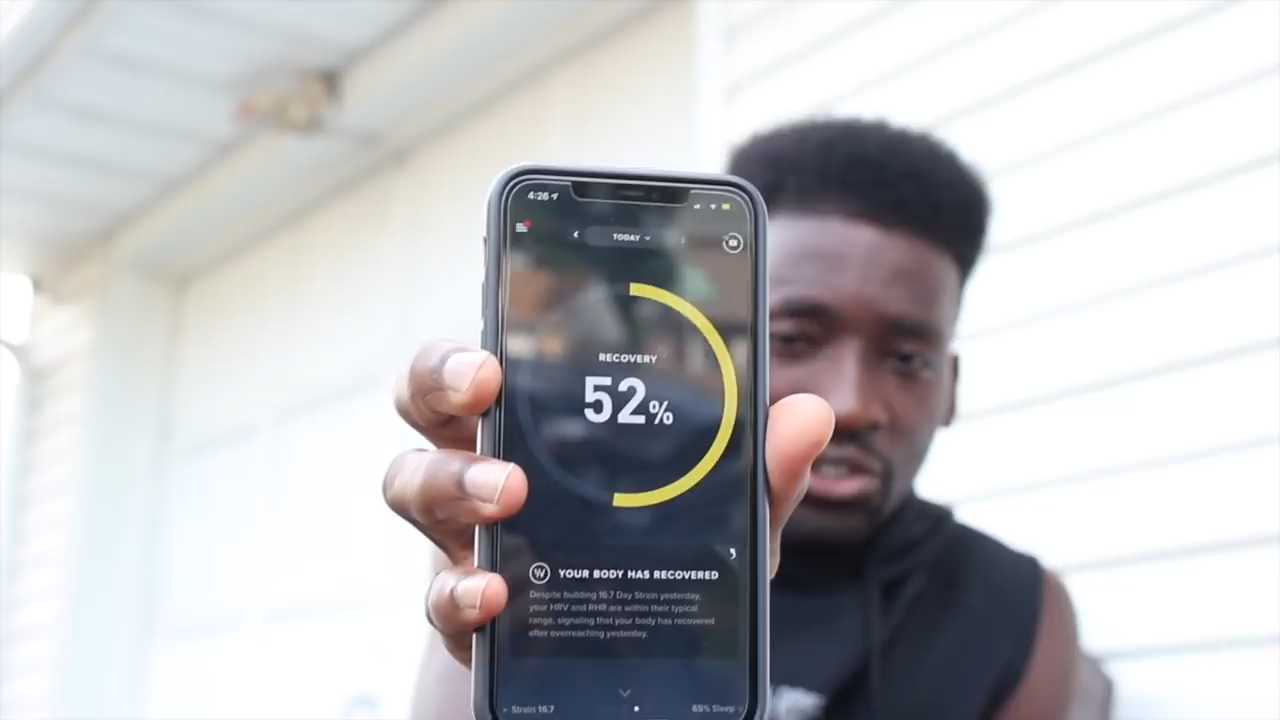 4:26
TODAY
RECOVERY
52%
W YOUR BODY HAS RECOVERED
Despite building 16.7 Day Strain yesterday,
your HRV and RHR are within their typical
range, signaling that your body has recovered
after overreaching yesterday.
Strain 16.7
65% Sleep